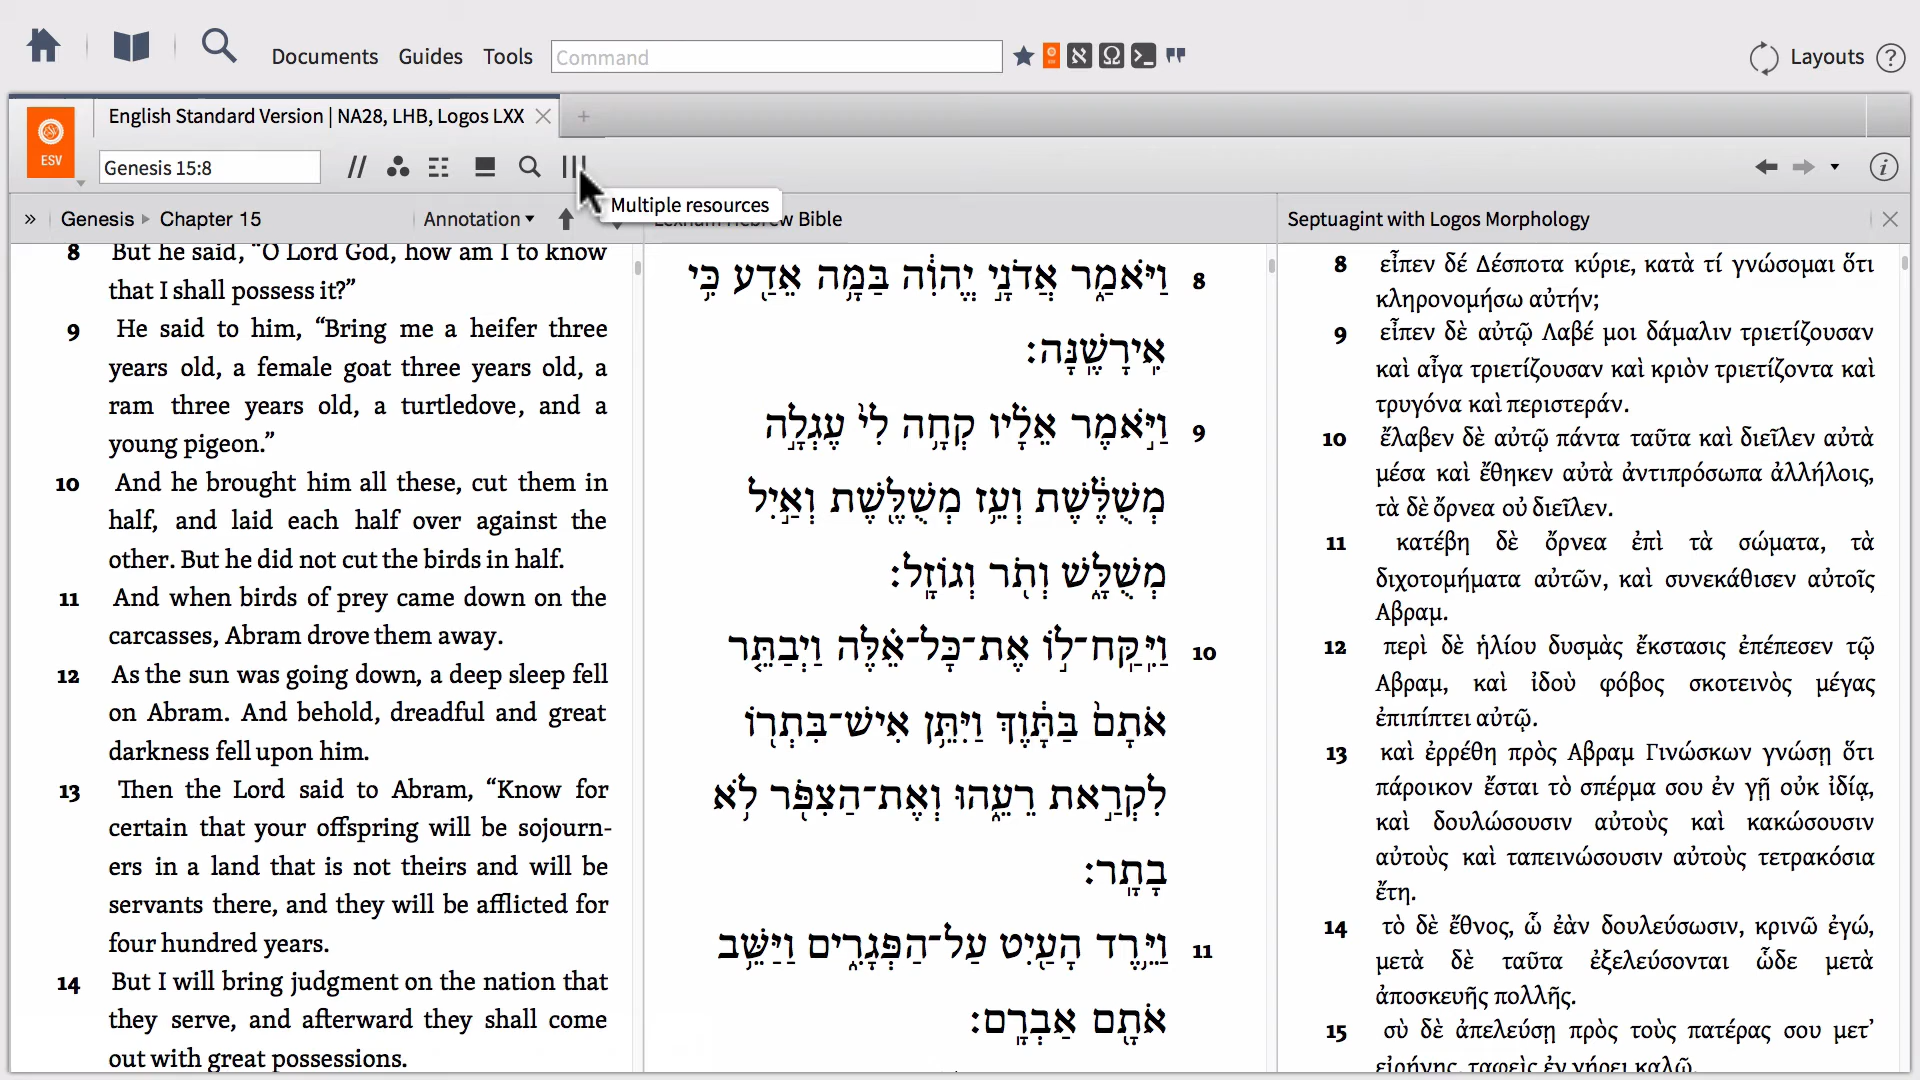 Documents Guides Tools Command Layouts ?
English Standard Version | NA28, LHB, Logos LXX
ESV
Genesis 15:8
Multiple resources
» Genesis Chapter 15 Annotation
Lexham Hebrew Bible
Septuagint with Logos Morphology
8 But he said, “O Lord God, how am I to know
that I shall possess it?”
9 He said to him, “Bring me a heifer three
years old, a female goat three years old, a
ram three years old, a turtledove, and a
young pigeon.”
10 And he brought him all these, cut them in
half, and laid each half over against the
other. But he did not cut the birds in half.
11 And when birds of prey came down on the
carcasses, Abram drove them away.
12 As the sun was going down, a deep sleep fell
on Abram. And behold, dreadful and great
darkness fell upon him.
13 Then the Lord said to Abram, “Know for
certain that your offspring will be sojourn-
ers in a land that is not theirs and will be
servants there, and they will be afflicted for
four hundred years.
14 But I will bring judgment on the nation that
they serve, and afterward they shall come
out with great possessions.
8 וַיֹּאמַ֑ר אֲדֹנָ֣י יֱהוִ֔ה בַּמָּ֥ה אֵדַ֖ע כִּ֥י
אִֽירָשֶֽׁנָּה׃
9 וַיֹּ֣אמֶר אֵלָ֗יו קְחָ֥ה לִי֙ עֶגְלָ֣ה
מְשֻׁלֶּ֔שֶׁת וְעֵ֥ז מְשֻׁלֶּ֖שֶׁת וְאַ֣יִל
מְשֻׁלָּ֑שׁ וְתֹ֖ר וְגוֹזָֽל׃
10 וַיִּֽקַּֽח־ל֣וֹ אֶת־כָּל־אֵ֗לֶּה וַיְבַתֵּ֤ר
אֹתָם֙ בַּתָּ֔וֶךְ וַיִּתֵּ֥ן אִישׁ־בִּתְר֖וֹ
לִקְרַ֣את רֵעֵ֑הוּ וְאֶת־הַצִפֹּ֖ר לֹ֥א
בָתָֽר׃
11 וַיֵּ֥רֶד הָעַ֖יִט עַל־הַפְּגָרִ֑ים וַיַּשֵּׁ֥ב
אֹתָ֖ם אַבְרָֽם׃
8 εἶπεν δέ Δέσποτα κύριε, κατὰ τί γνώσομαι ὅτι
κληρονομήσω αὐτήν;
9 εἶπεν δὲ αὐτῷ Λαβέ μοι δάμαλιν τριετίζουσαν
καὶ αἶγα τριετίζουσαν καὶ κριὸν τριετίζοντα καὶ
τρυγόνα καὶ περιστεράν.
10 ἔλαβεν δὲ αὐτῷ πάντα ταῦτα καὶ διεῖλεν αὐτὰ
μέσα καὶ ἔθηκεν αὐτὰ ἀντιπρόσωπα ἀλλήλοις,
τὰ δὲ ὄρνεα οὐ διεῖλεν.
11 κατέβη δὲ ὄρνεα ἐπὶ τὰ σώματα, τὰ
διχοτομήματα αὐτῶν, καὶ συνεκάθισεν αὐτοῖς
Αβραμ.
12 περὶ δὲ ἡλίου δυσμὰς ἔκστασις ἐπέπεσεν τῷ
Αβραμ, καὶ ἰδοὺ φόβος σκοτεινὸς μέγας
ἐπιπίπτει αὐτῷ.
13 καὶ ἐρρέθη πρὸς Αβραμ Γινώσκων γνώσῃ ὅτι
πάροικον ἔσται τὸ σπέρμα σου ἐν γῇ οὐκ ἰδίᾳ,
καὶ δουλώσουσιν αὐτοὺς καὶ κακώσουσιν
αὐτοὺς καὶ ταπεινώσουσιν αὐτοὺς τετρακόσια
ἔτη.
14 τὸ δὲ ἔθνος, ᾧ ἐὰν δουλεύσωσιν, κρινῶ ἐγώ,
μετὰ δὲ ταῦτα ἐξελεύσονται ὧδε μετὰ
ἀποσκευῆς πολλῆς.
15 σὺ δὲ ἀπελεύσῃ πρὸς τοὺς πατέρας σου μετ’
εἰρήνης, ταφεὶς ἐν γήρει καλῷ.